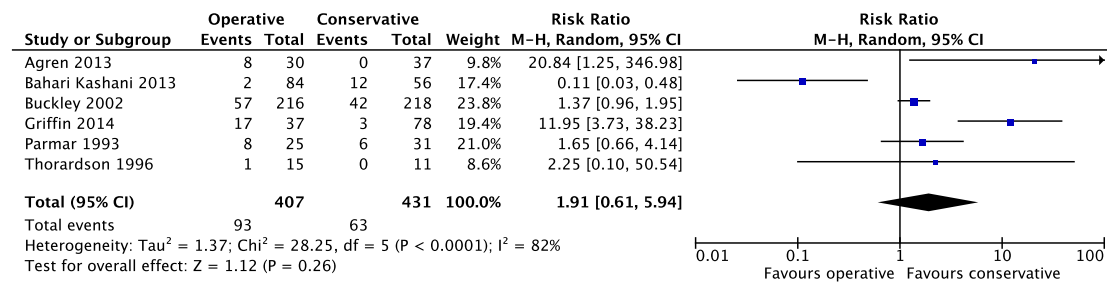 Operative Conservative Risk Ratio Risk Ratio
Study or Subgroup Events Total Events Total Weight M-H, Random, 95% CI M-H, Random, 95% CI
Agren 2013 8 30 0 37 9.8% 20.84 [1.25, 346.98]
Bahari Kashani 2013 2 84 12 56 17.4% 0.11 [0.03, 0.48]
Buckley 2002 57 216 42 218 23.8% 1.37 [0.96, 1.95]
Griffin 2014 17 37 3 78 19.4% 11.95 [3.73, 38.23]
Parmar 1993 8 25 6 31 21.0% 1.65 [0.66, 4.14]
Thorardson 1996 1 15 0 11 8.6% 2.25 [0.10, 50.54]
Total (95% CI) 407 431 100.0% 1.91 [0.61, 5.94]
Total events 93 63
Heterogeneity: Tau² = 1.37; Chi² = 28.25, df = 5 (P < 0.0001); I² = 82%
Test for overall effect: Z = 1.12 (P = 0.26)
0.01 0.1 1 10 100
Favours operative Favours conservative